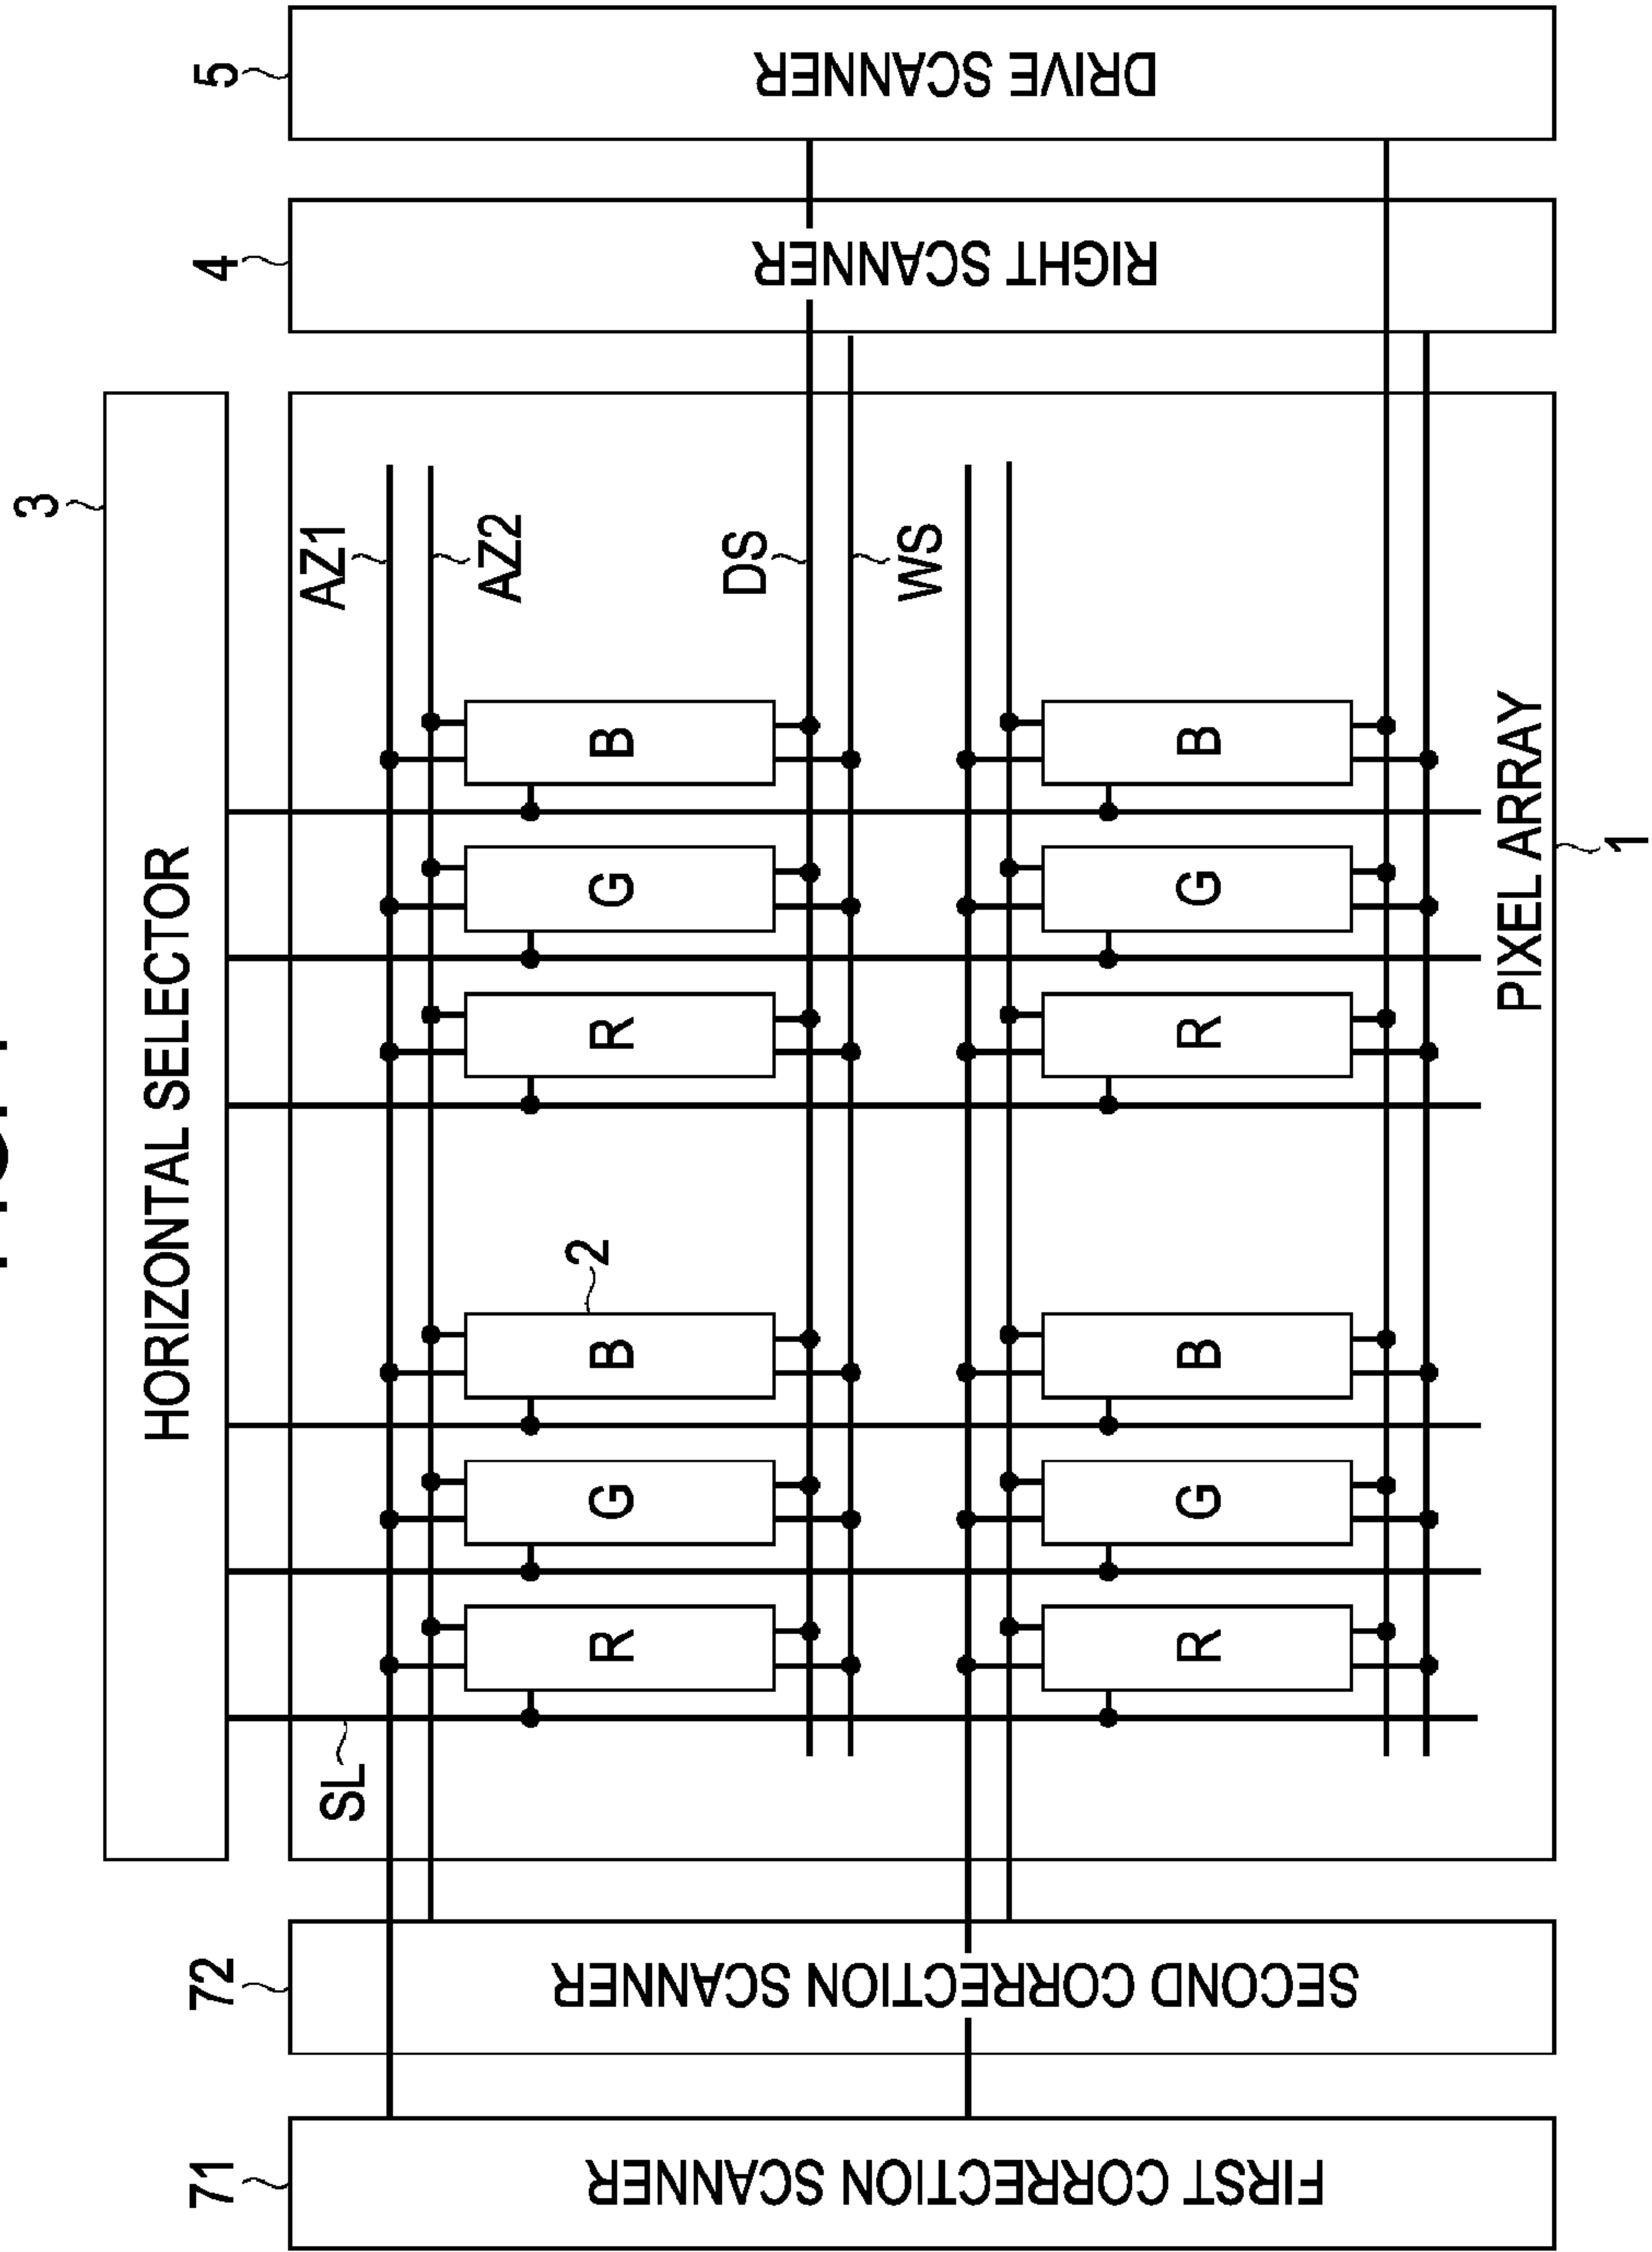 3
HORIZONTAL SELECTOR
71
72
4
5
FIRST CORRECTION SCANNER
SECOND CORRECTION SCANNER
RIGHT SCANNER
DRIVE SCANNER
SL
AZ1
AZ2
2
R
G
B
R
G
B
DS
WS
R
G
B
R
G
B
PIXEL ARRAY
1